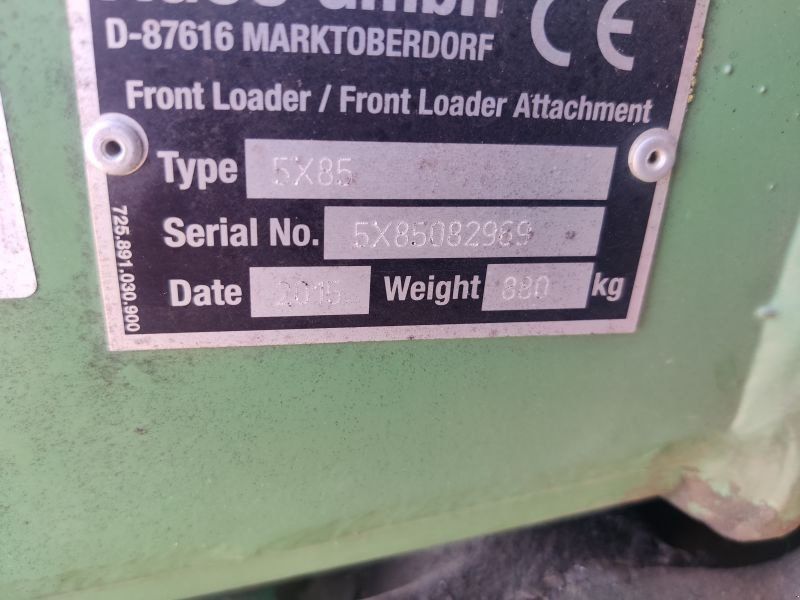 GmbH
D-87616 MARKTOBERDORF
CE
Front Loader / Front Loader Attachment
Type 5X85
Serial No. 5X85082969
Date 2015 Weight 880 kg
725.891.030.900